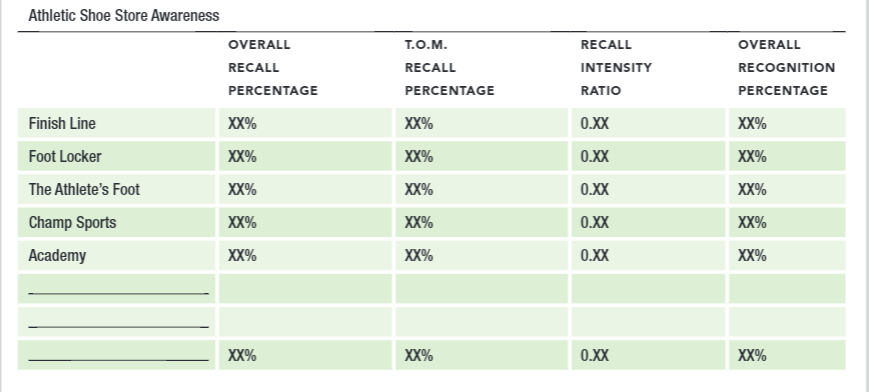 Athletic Shoe Store Awareness
OVERALL RECALL PERCENTAGE T.O.M. RECALL PERCENTAGE RECALL INTENSITY RATIO OVERALL RECOGNITION PERCENTAGE
Finish Line XX% XX% 0.XX XX%
Foot Locker XX% XX% 0.XX XX%
The Athlete's Foot XX% XX% 0.XX XX%
Champ Sports XX% XX% 0.XX XX%
Academy XX% XX% 0.XX XX%
XX% XX% 0.XX XX%